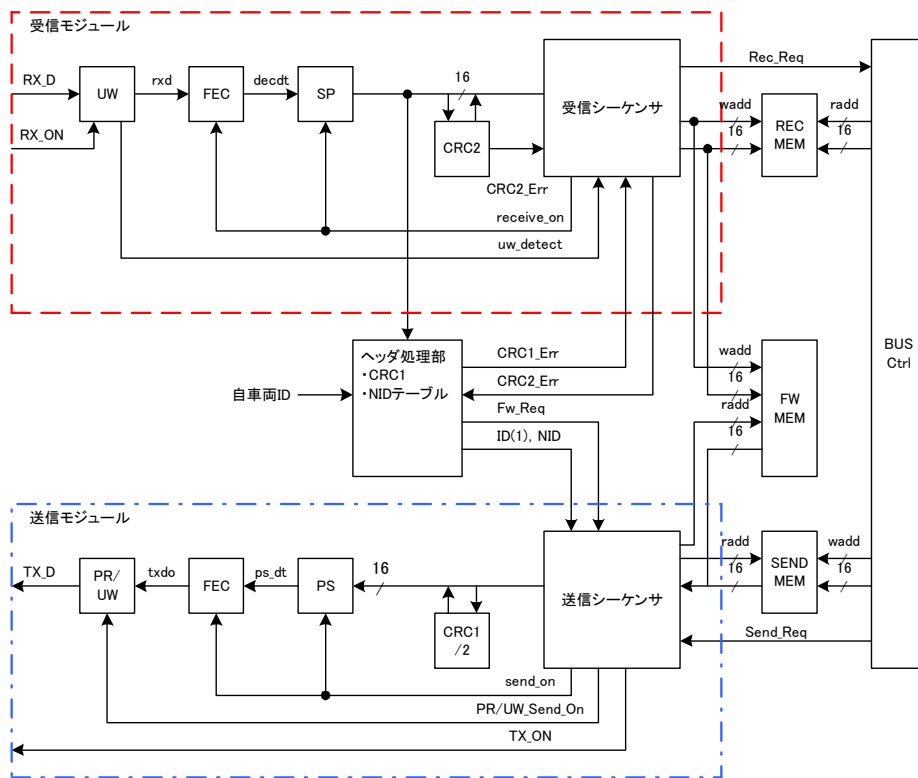 受信モジュール
RX_D
UW
rxd
FEC
decdt
SP
16
受信シーケンサ
Rec_Req
BUS
Ctrl
RX_ON
CRC2
CRC2_Err
wadd
16
REC
MEM
radd
16
receive_on
uw_detect
自車両ID
ヘッダ処理部
・CRC1
・NIDテーブル
CRC1_Err
CRC2_Err
Fw_Req
ID(1), NID
wadd
16
radd
16
FW
MEM
送信モジュール
TX_D
PR/
UW
txdo
FEC
ps_dt
PS
16
CRC1
/2
送信シーケンサ
radd
16
SEND
MEM
wadd
16
Send_Req
send_on
PR/UW_Send_On
TX_ON